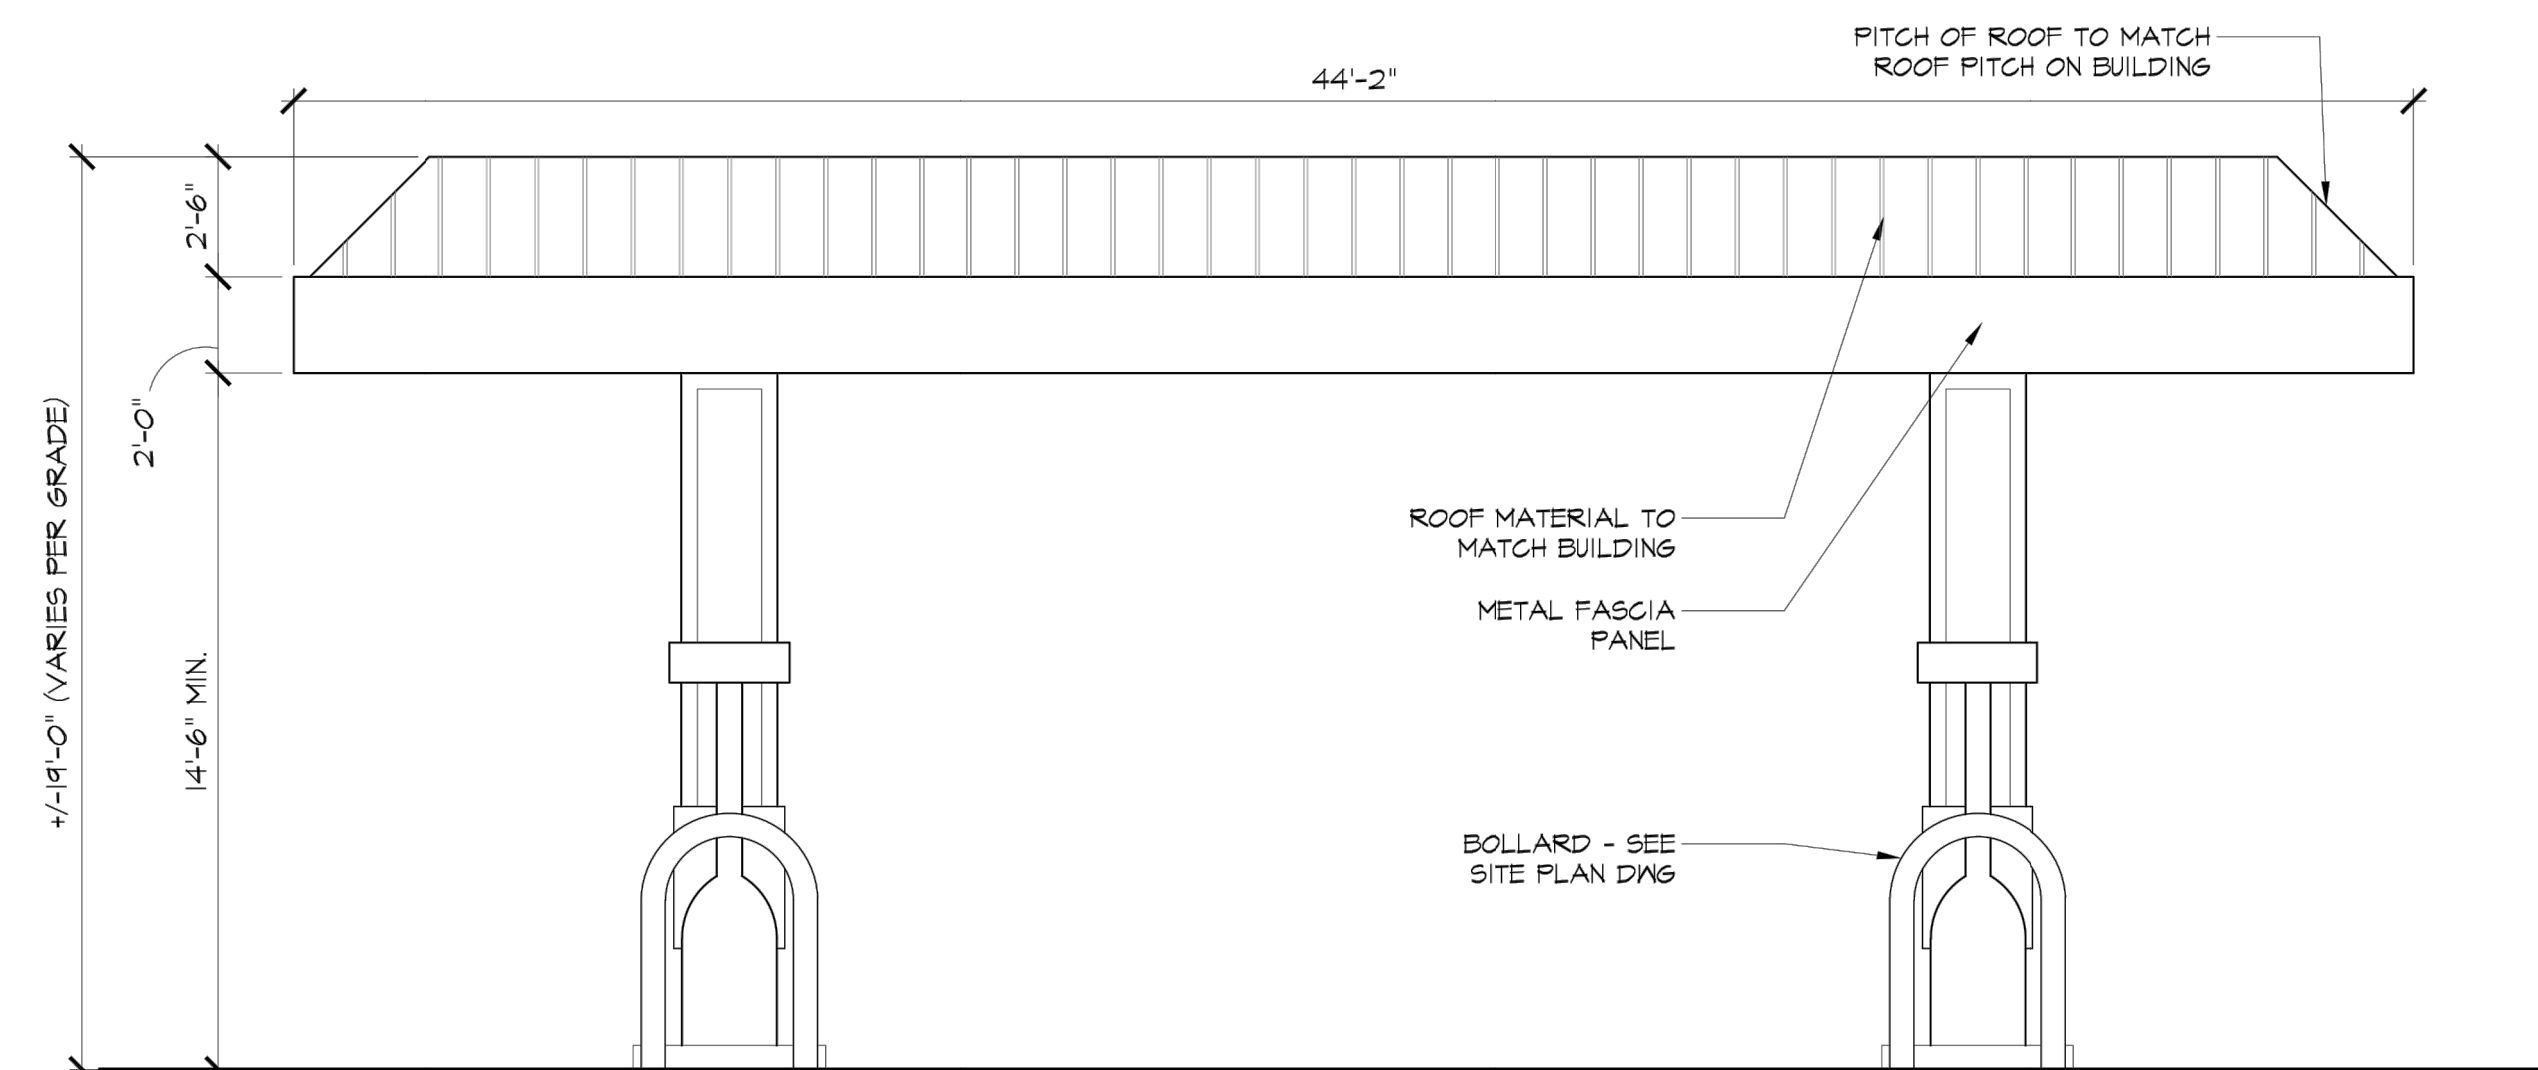 PITCH OF ROOF TO MATCH
ROOF PITCH ON BUILDING
44'-2"
2'-6"
2'-0"
+/-19'-0" (VARIES PER GRADE)
14'-6" MIN.
ROOF MATERIAL TO
MATCH BUILDING
METAL FASCIA
PANEL
BOLLARD - SEE
SITE PLAN DWG